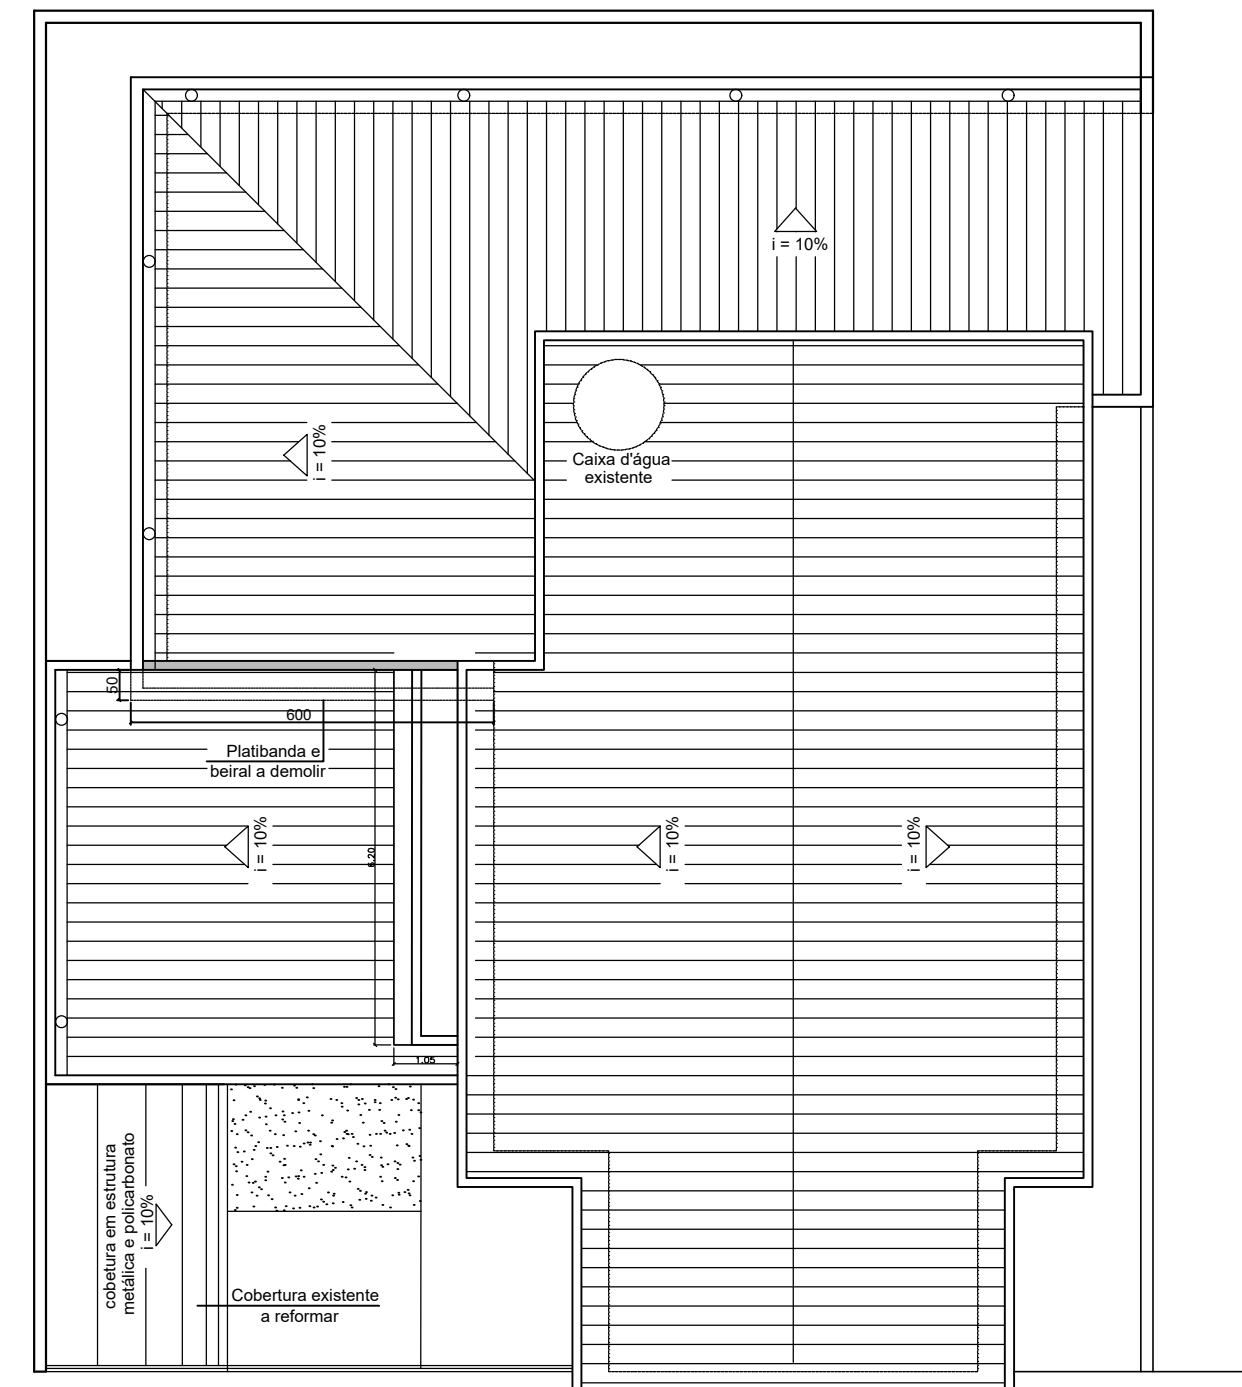 i = 10%
i = 10%
Caixa d'água
existente
50
600
Platibanda e
beiral a demolir
i = 10%
6.20
i = 10%
i = 10%
1.05
cobetura em estrutura
metálica e policarbonato
i = 10%
Cobertura existente
a reformar